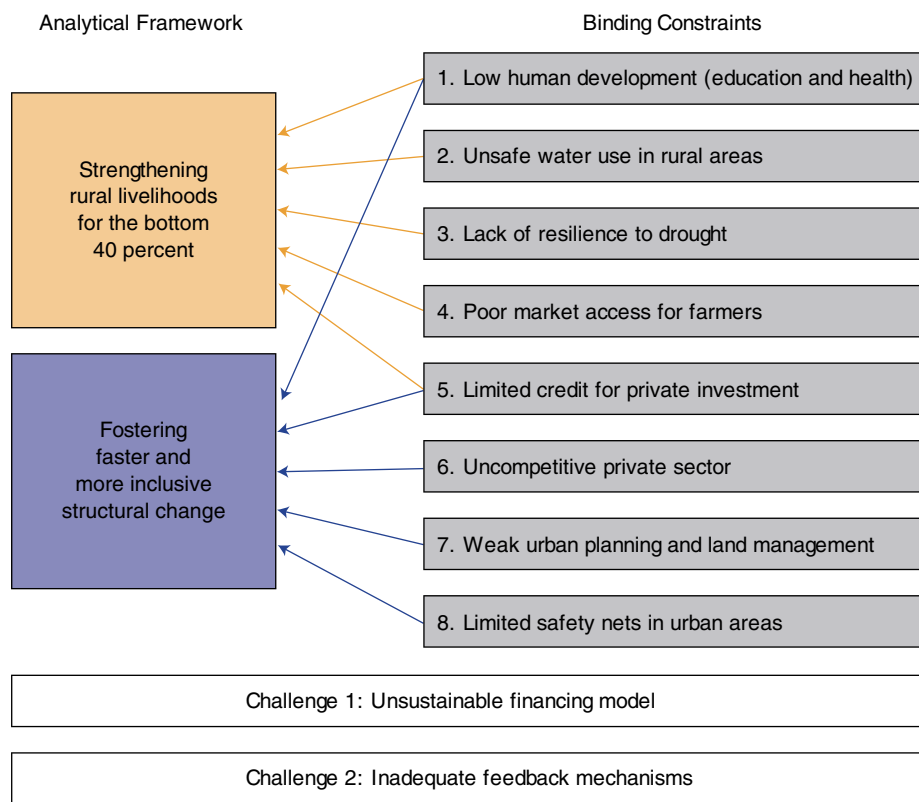 Analytical Framework
Binding Constraints
Strengthening
rural livelihoods
for the bottom
40 percent
Fostering
faster and
more inclusive
structural change
1. Low human development (education and health)
2. Unsafe water use in rural areas
3. Lack of resilience to drought
4. Poor market access for farmers
5. Limited credit for private investment
6. Uncompetitive private sector
7. Weak urban planning and land management
8. Limited safety nets in urban areas
Challenge 1: Unsustainable financing model
Challenge 2: Inadequate feedback mechanisms